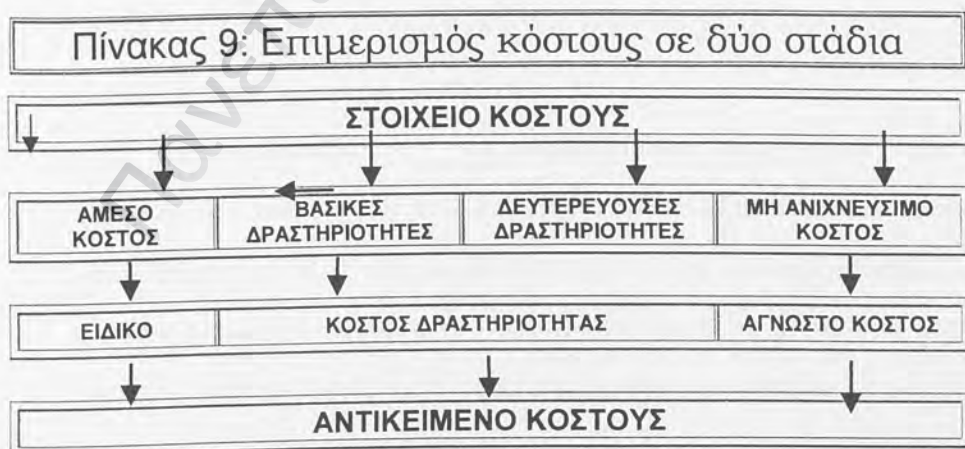 Πίνακας 9: Επιμερισμός κόστους σε δύο στάδια
ΣΤΟΙΧΕΙΟ ΚΟΣΤΟΥΣ
ΑΜΕΣΟ
ΚΟΣΤΟΣ
ΒΑΣΙΚΕΣ
ΔΡΑΣΤΗΡΙΟΤΗΤΕΣ
ΔΕΥΤΕΡΕΥΟΥΣΕΣ
ΔΡΑΣΤΗΡΙΟΤΗΤΕΣ
ΜΗ ΑΝΙΧΝΕΥΣΙΜΟ
ΚΟΣΤΟΣ
ΕΙΔΙΚΟ
ΚΟΣΤΟΣ ΔΡΑΣΤΗΡΙΟΤΗΤΑΣ
ΑΓΝΩΣΤΟ ΚΟΣΤΟΣ
ΑΝΤΙΚΕΙΜΕΝΟ ΚΟΣΤΟΥΣ